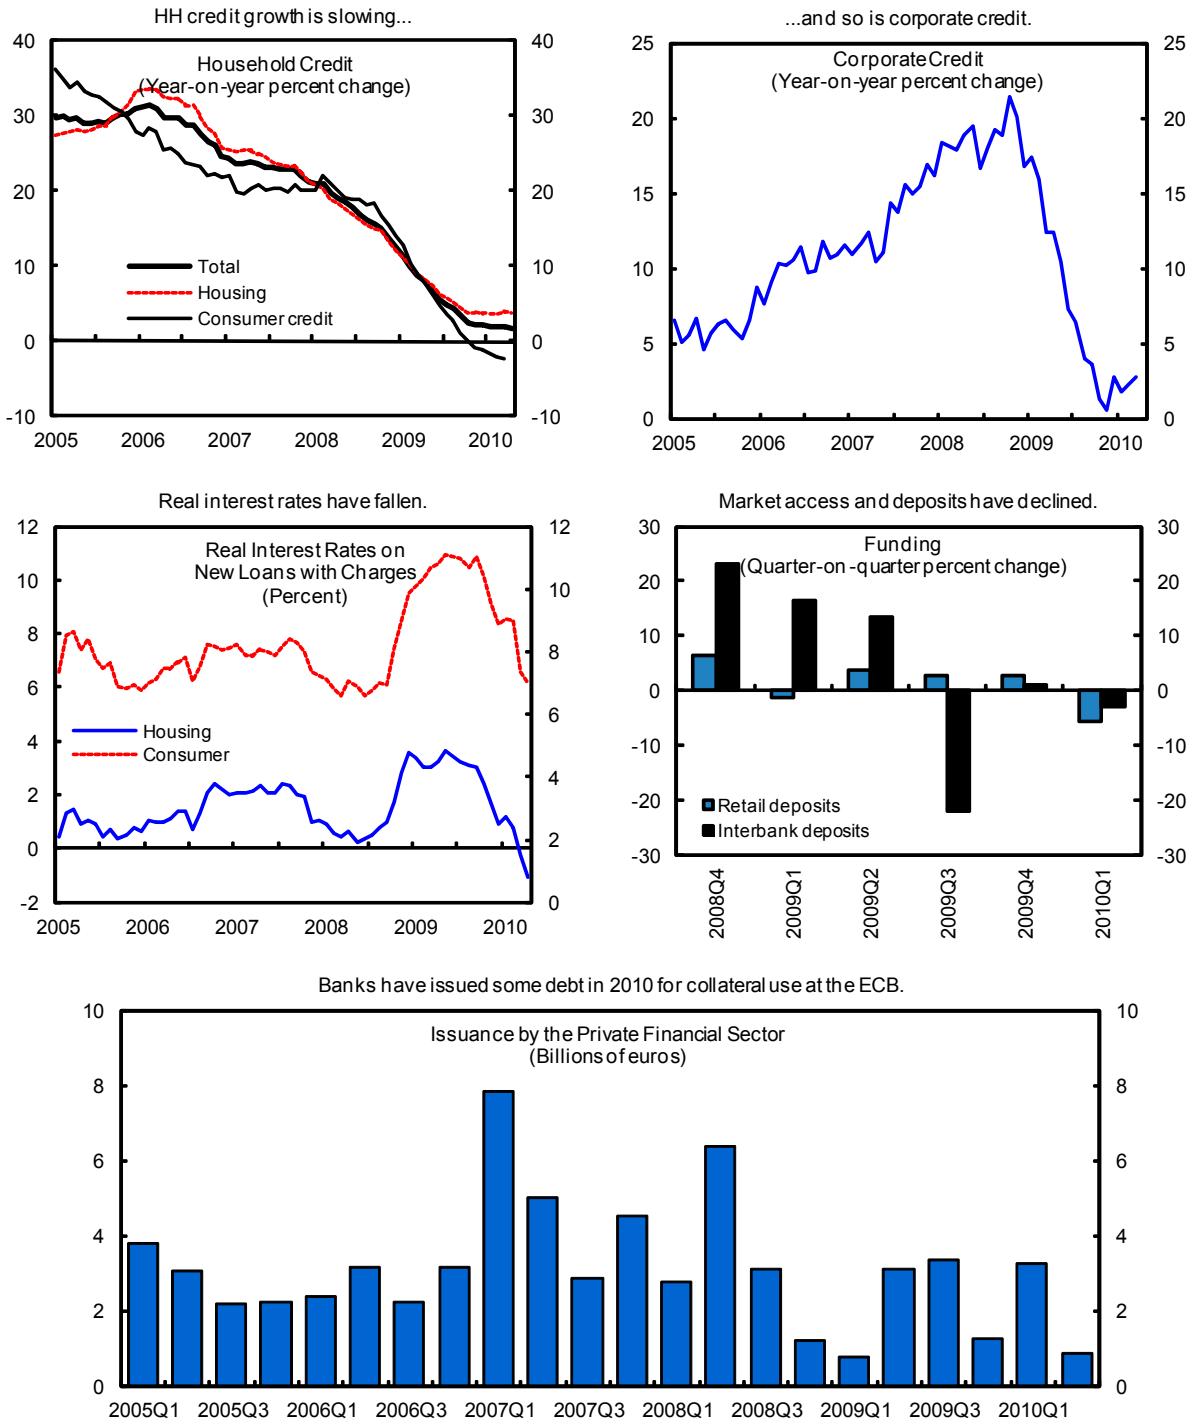 HH credit growth is slowing...
Household Credit
(Year-on-year percent change)
40
30
20
10
0
-10
40
30
20
10
0
-10
Total
Housing
Consumer credit
2005 2006 2007 2008 2009 2010
...and so is corporate credit.
Corporate Credit
(Year-on-year percent change)
25
20
15
10
5
0
25
20
15
10
5
0
2005 2006 2007 2008 2009 2010
Real interest rates have fallen.
Real Interest Rates on
New Loans with Charges
(Percent)
12
10
8
6
4
2
0
-2
12
10
8
6
4
2
0
Housing
Consumer
2005 2006 2007 2008 2009 2010
Market access and deposits have declined.
Funding
(Quarter-on -quarter percent change)
30
20
10
0
-10
-20
-30
30
20
10
0
-10
-20
-30
Retail deposits
Interbank deposits
2008Q4 2009Q1 2009Q2 2009Q3 2009Q4 2010Q1
Banks have issued some debt in 2010 for collateral use at the ECB.
Issuance by the Private Financial Sector
(Billions of euros)
10
8
6
4
2
0
10
8
6
4
2
0
2005Q1 2005Q3 2006Q1 2006Q3 2007Q1 2007Q3 2008Q1 2008Q3 2009Q1 2009Q3 2010Q1